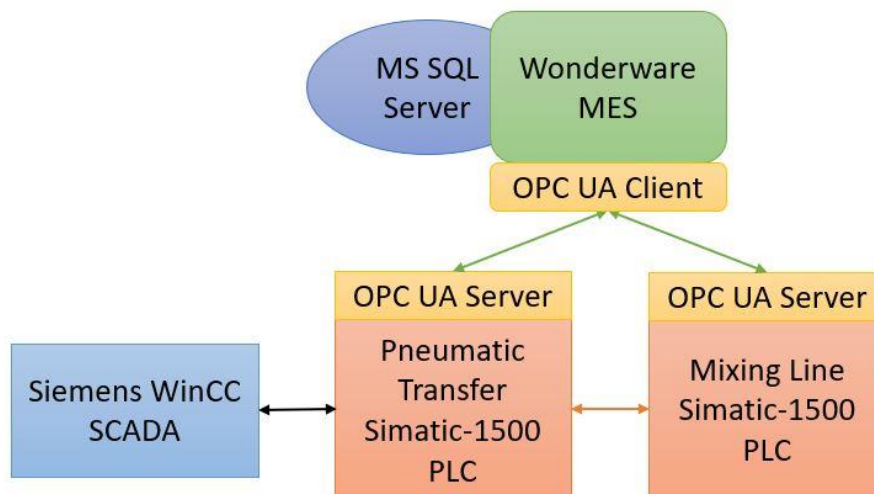 MS SQL
Server
Wonderware
MES
OPC UA Client
OPC UA Server
OPC UA Server
Pneumatic
Transfer
Simatic-1500
PLC
Mixing Line
Simatic-1500
PLC
Siemens WinCC
SCADA